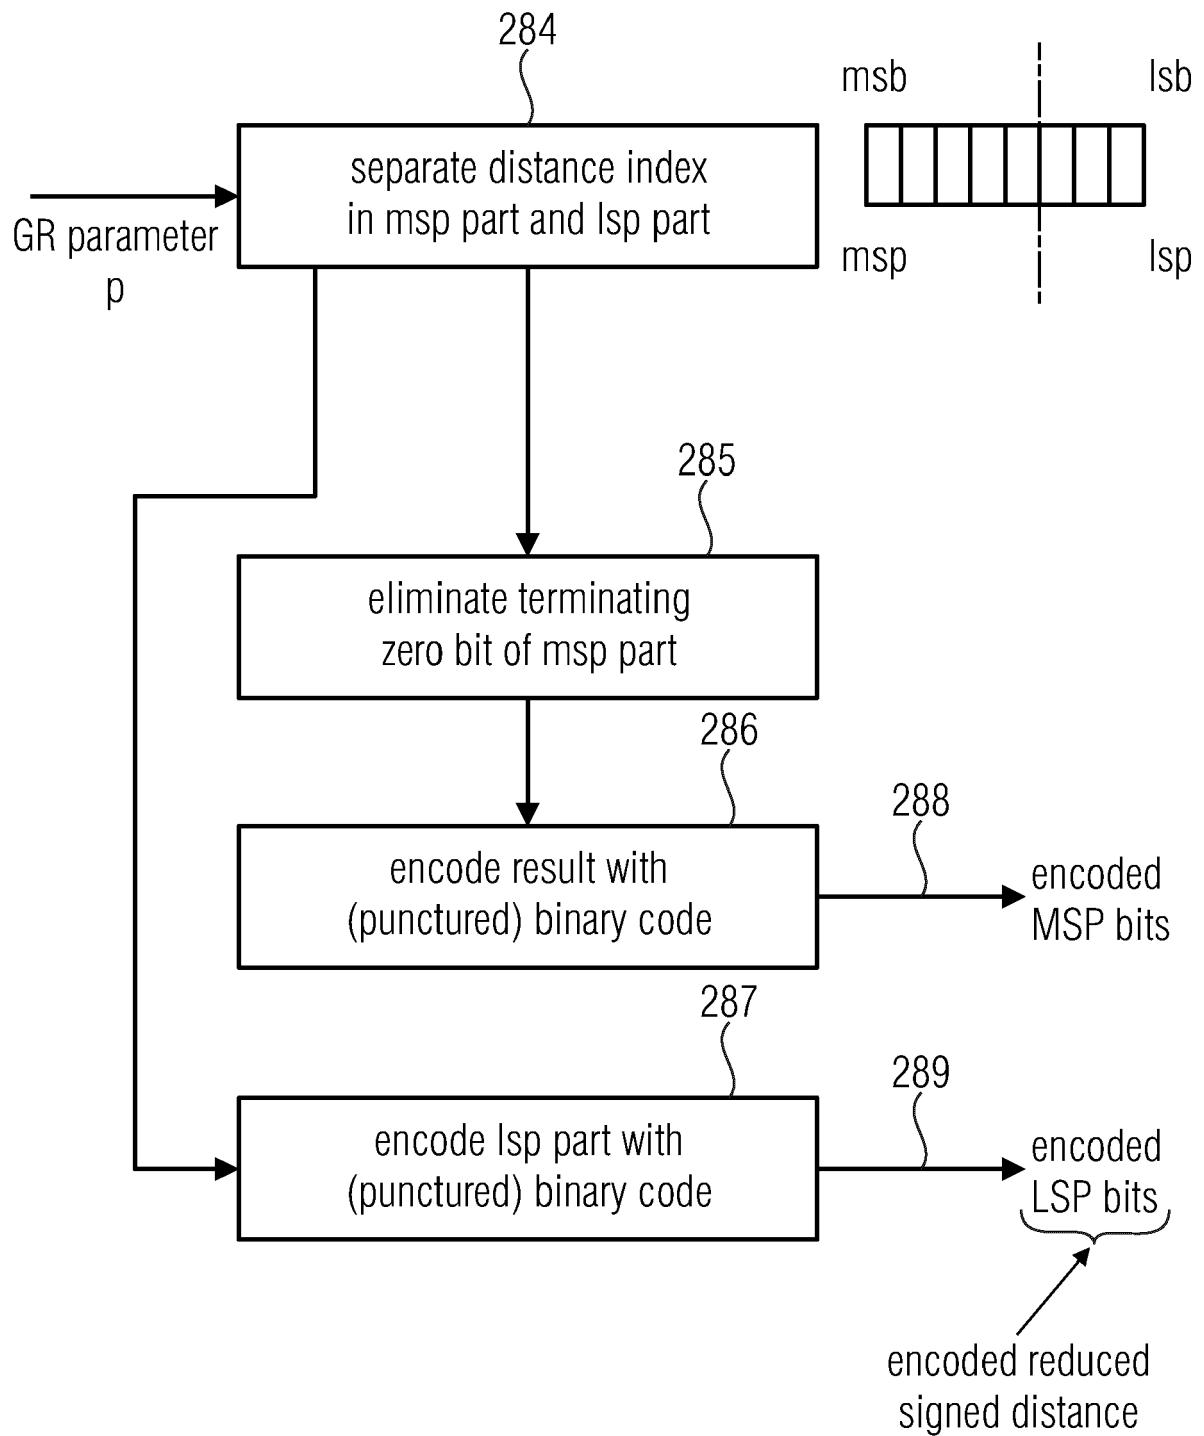 284
msb
lsb
separate distance index
in msp part and lsp part
GR parameter
p
msp
lsp
285
eliminate terminating
zero bit of msp part
286
encode result with
(punctured) binary code
288
encoded
MSP bits
287
encode lsp part with
(punctured) binary code
289
encoded
LSP bits
encoded reduced
signed distance